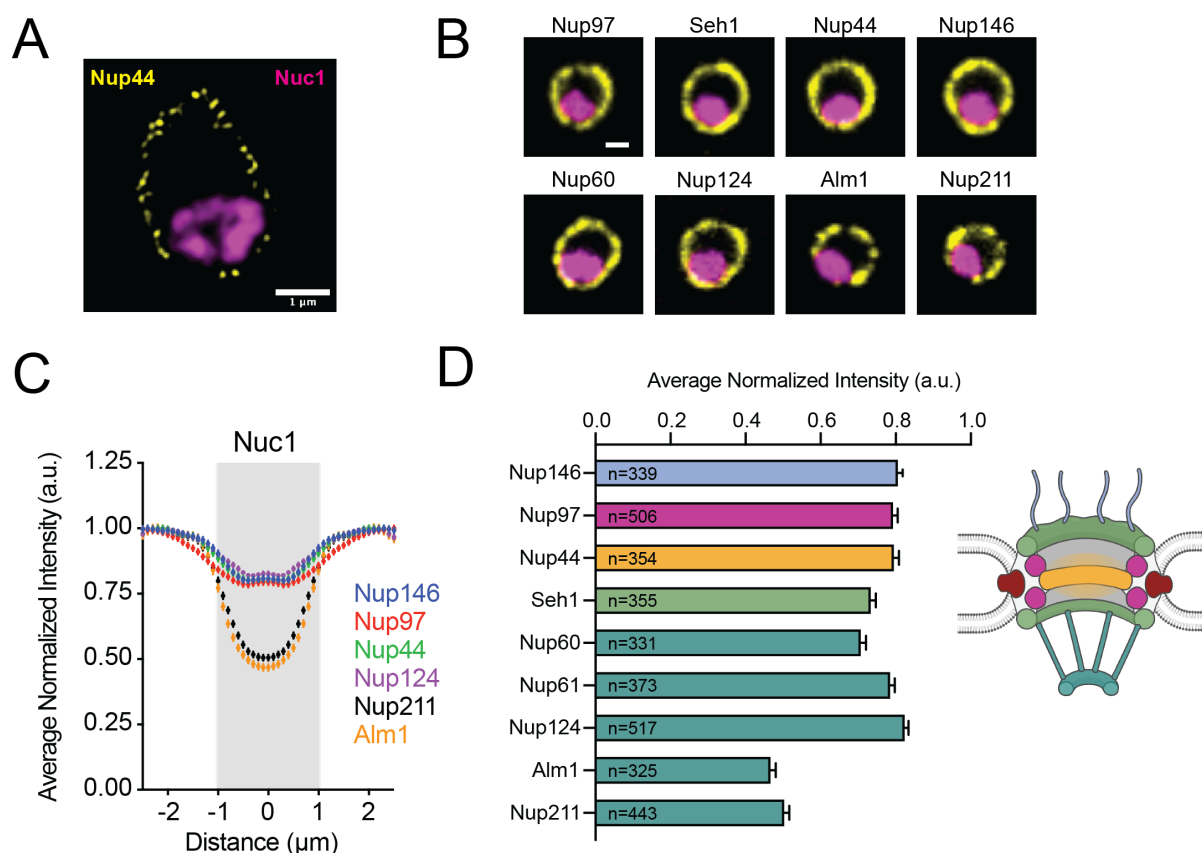 A
Nup44 Nuc1
1 µm
B
Nup97 Seh1 Nup44 Nup146
Nup60 Nup124 Alm1 Nup211
C
Nuc1
Average Normalized Intensity (a.u.)
1.25
1.00
0.75
0.50
0.25
0.00
-2 -1 0 1 2
Distance (µm)
Nup146
Nup97
Nup44
Nup124
Nup211
Alm1
D
Average Normalized Intensity (a.u.)
0.0 0.2 0.4 0.6 0.8 1.0
Nup146 n=339
Nup97 n=506
Nup44 n=354
Seh1 n=355
Nup60 n=331
Nup61 n=373
Nup124 n=517
Alm1 n=325
Nup211 n=443